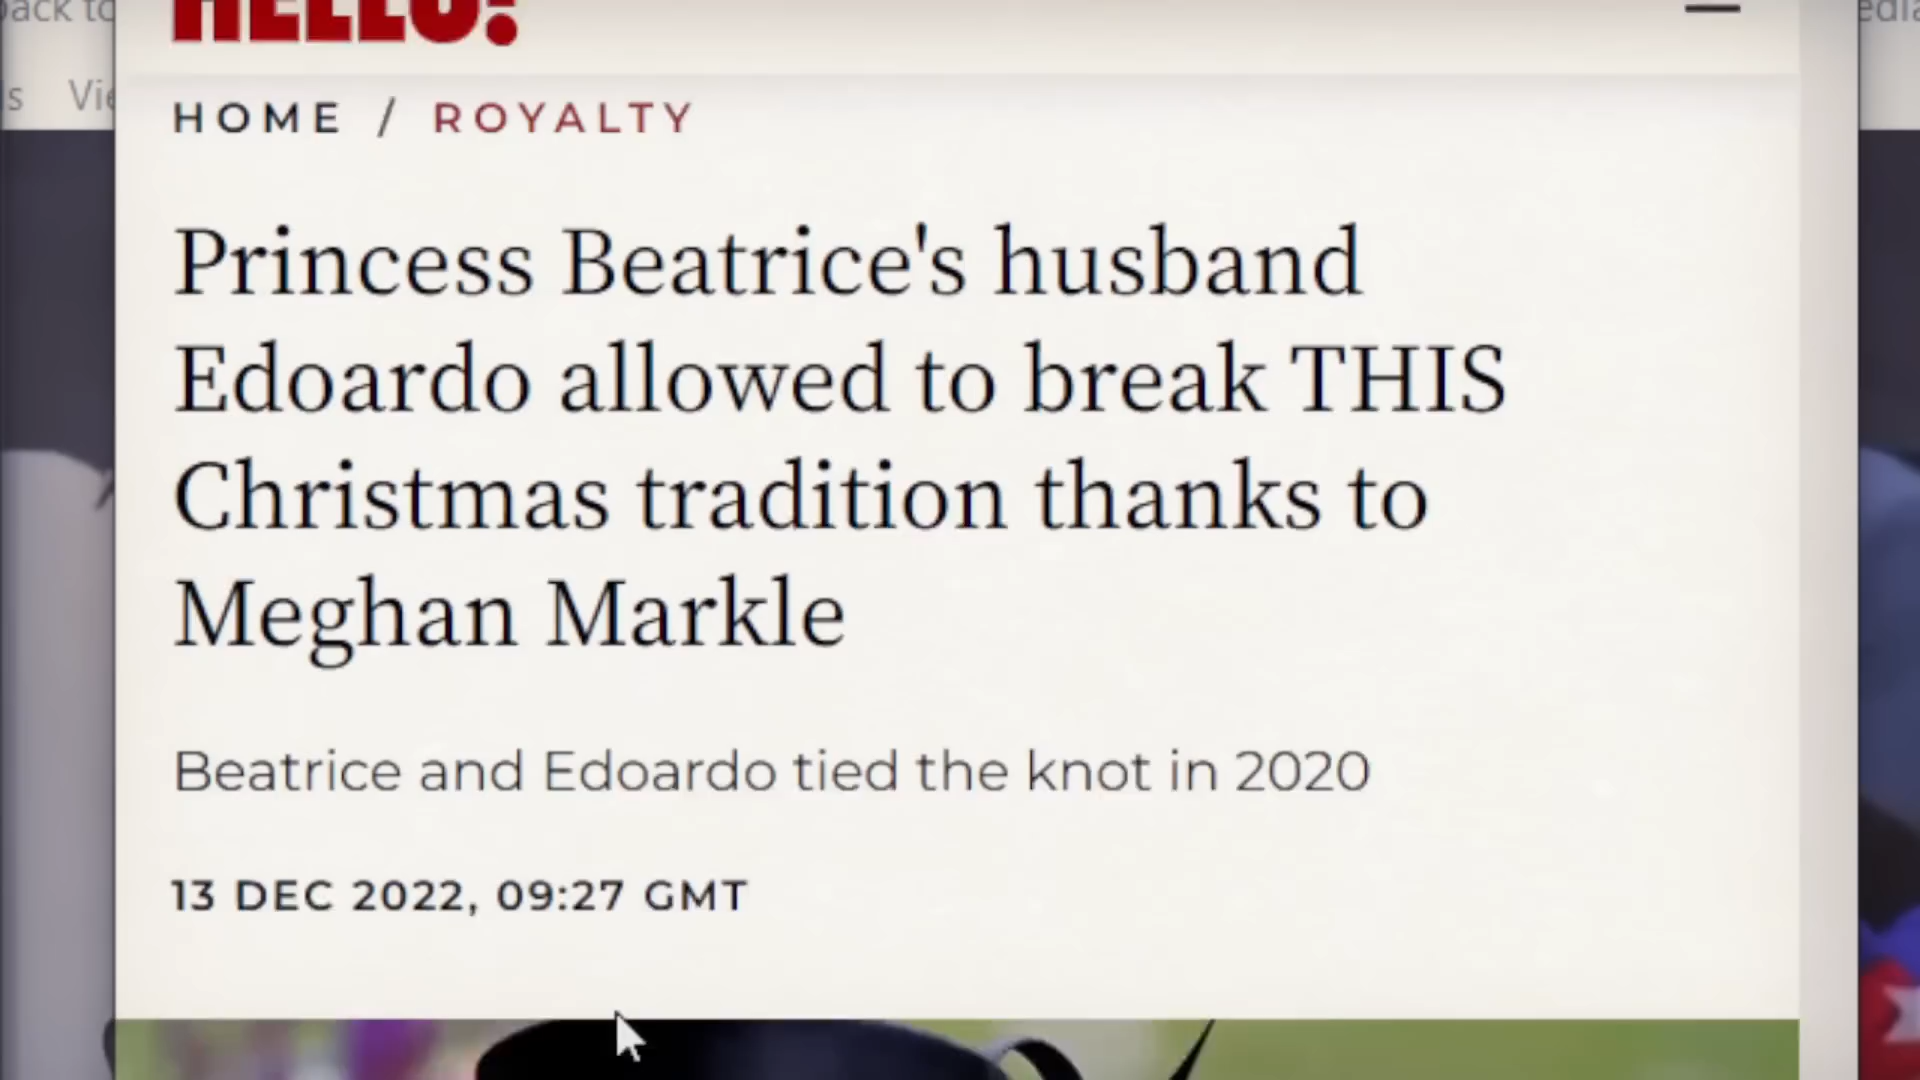 HELLO!
HOME / ROYALTY
Princess Beatrice's husband
Edoardo allowed to break THIS
Christmas tradition thanks to
Meghan Markle
Beatrice and Edoardo tied the knot in 2020
13 DEC 2022, 09:27 GMT